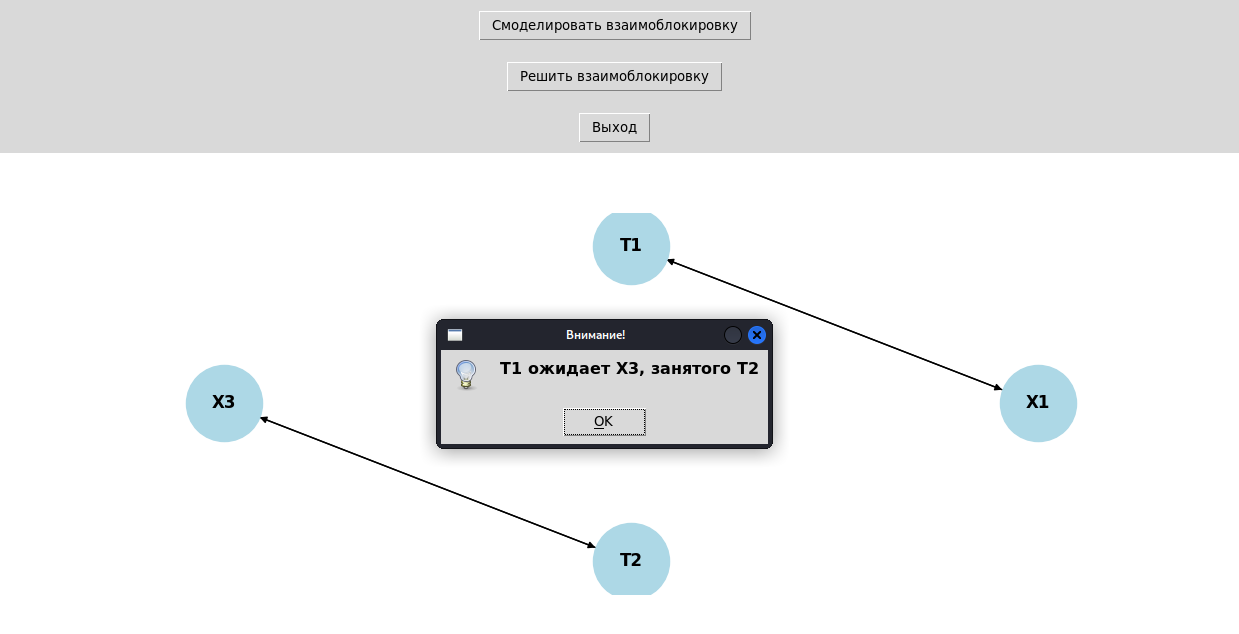 Смоделировать взаимоблокировку
Решить взаимоблокировку
Выход
T1
Внимание!
T1 ожидает X3, занятого T2
OK
X3
X1
T2